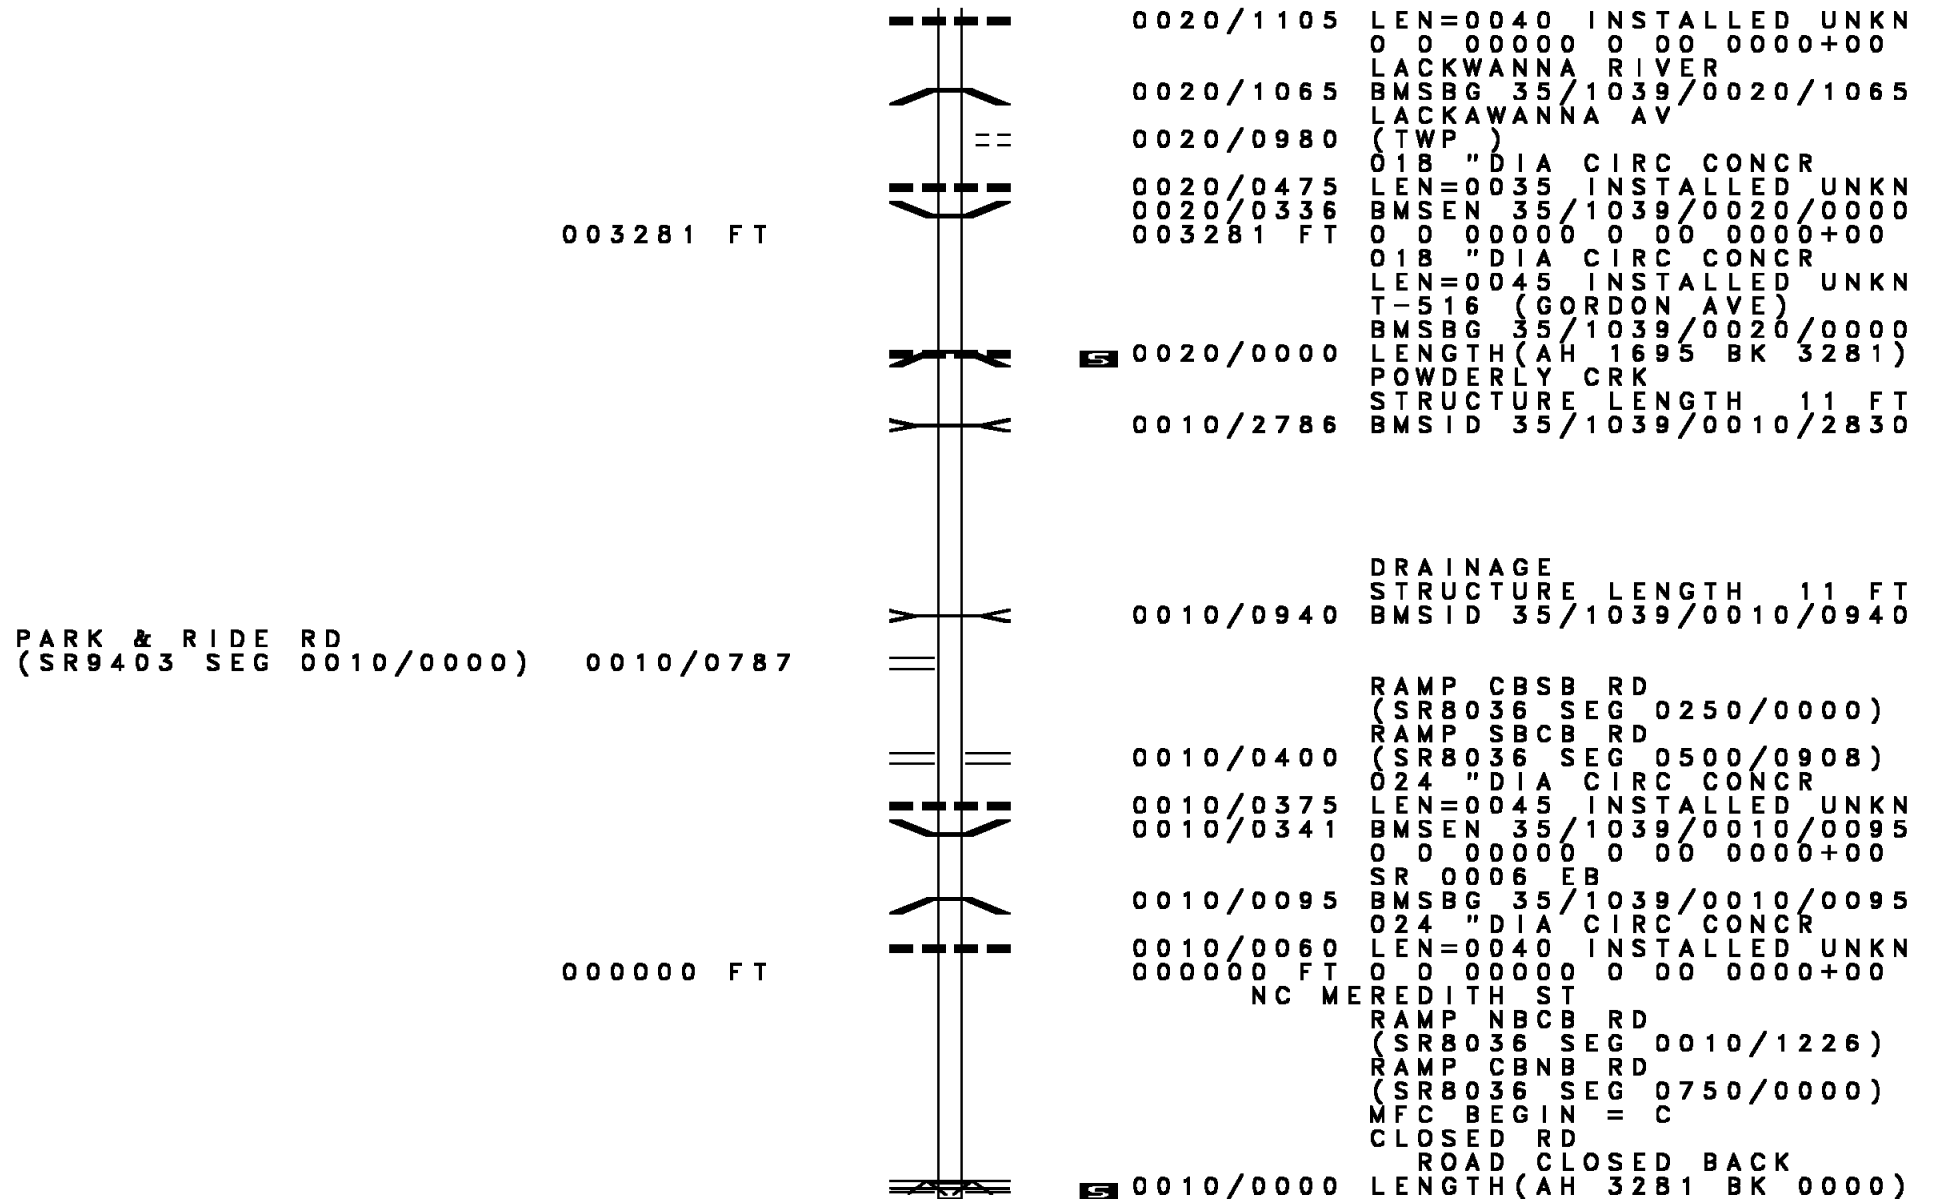 0020/1105 LEN=0040 INSTALLED UNKN
0 0 00000 0 00 0000+00
LACKWANNA RIVER
0020/1065 BMSBG 35/1039/0020/1065
LACKAWANNA AV
0020/0980 (TWP )
018 "DIA CIRC CONCR
0020/0475 LEN=0035 INSTALLED UNKN
0020/0336 BMSEN 35/1039/0020/0000
003281 FT 003281 FT 0 0 00000 0 00 0000+00
018 "DIA CIRC CONCR
LEN=0045 INSTALLED UNKN
T-516 (GORDON AVE)
BMSBG 35/1039/0020/0000
S 0020/0000 LENGTH(AH 1695 BK 3281)
POWDERLY CRK
STRUCTURE LENGTH 11 FT
0010/2786 BMSID 35/1039/0010/2830
DRAINAGE
STRUCTURE LENGTH 11 FT
0010/0940 BMSID 35/1039/0010/0940
PARK & RIDE RD
(SR9403 SEG 0010/0000) 0010/0787
RAMP CBSB RD
(SR8036 SEG 0250/0000)
RAMP SBCB RD
0010/0400 (SR8036 SEG 0500/0908)
024 "DIA CIRC CONCR
0010/0375 LEN=0045 INSTALLED UNKN
0010/0341 BMSEN 35/1039/0010/0095
0 0 00000 0 00 0000+00
SR 0006 EB
0010/0095 BMSBG 35/1039/0010/0095
024 "DIA CIRC CONCR
0010/0060 LEN=0040 INSTALLED UNKN
000000 FT 000000 FT 0 0 00000 0 00 0000+00
NC MEREDITH ST
RAMP NBCB RD
(SR8036 SEG 0010/1226)
RAMP CBNB RD
(SR8036 SEG 0750/0000)
MFC BEGIN = C
CLOSED RD
ROAD CLOSED BACK
S 0010/0000 LENGTH(AH 3281 BK 0000)